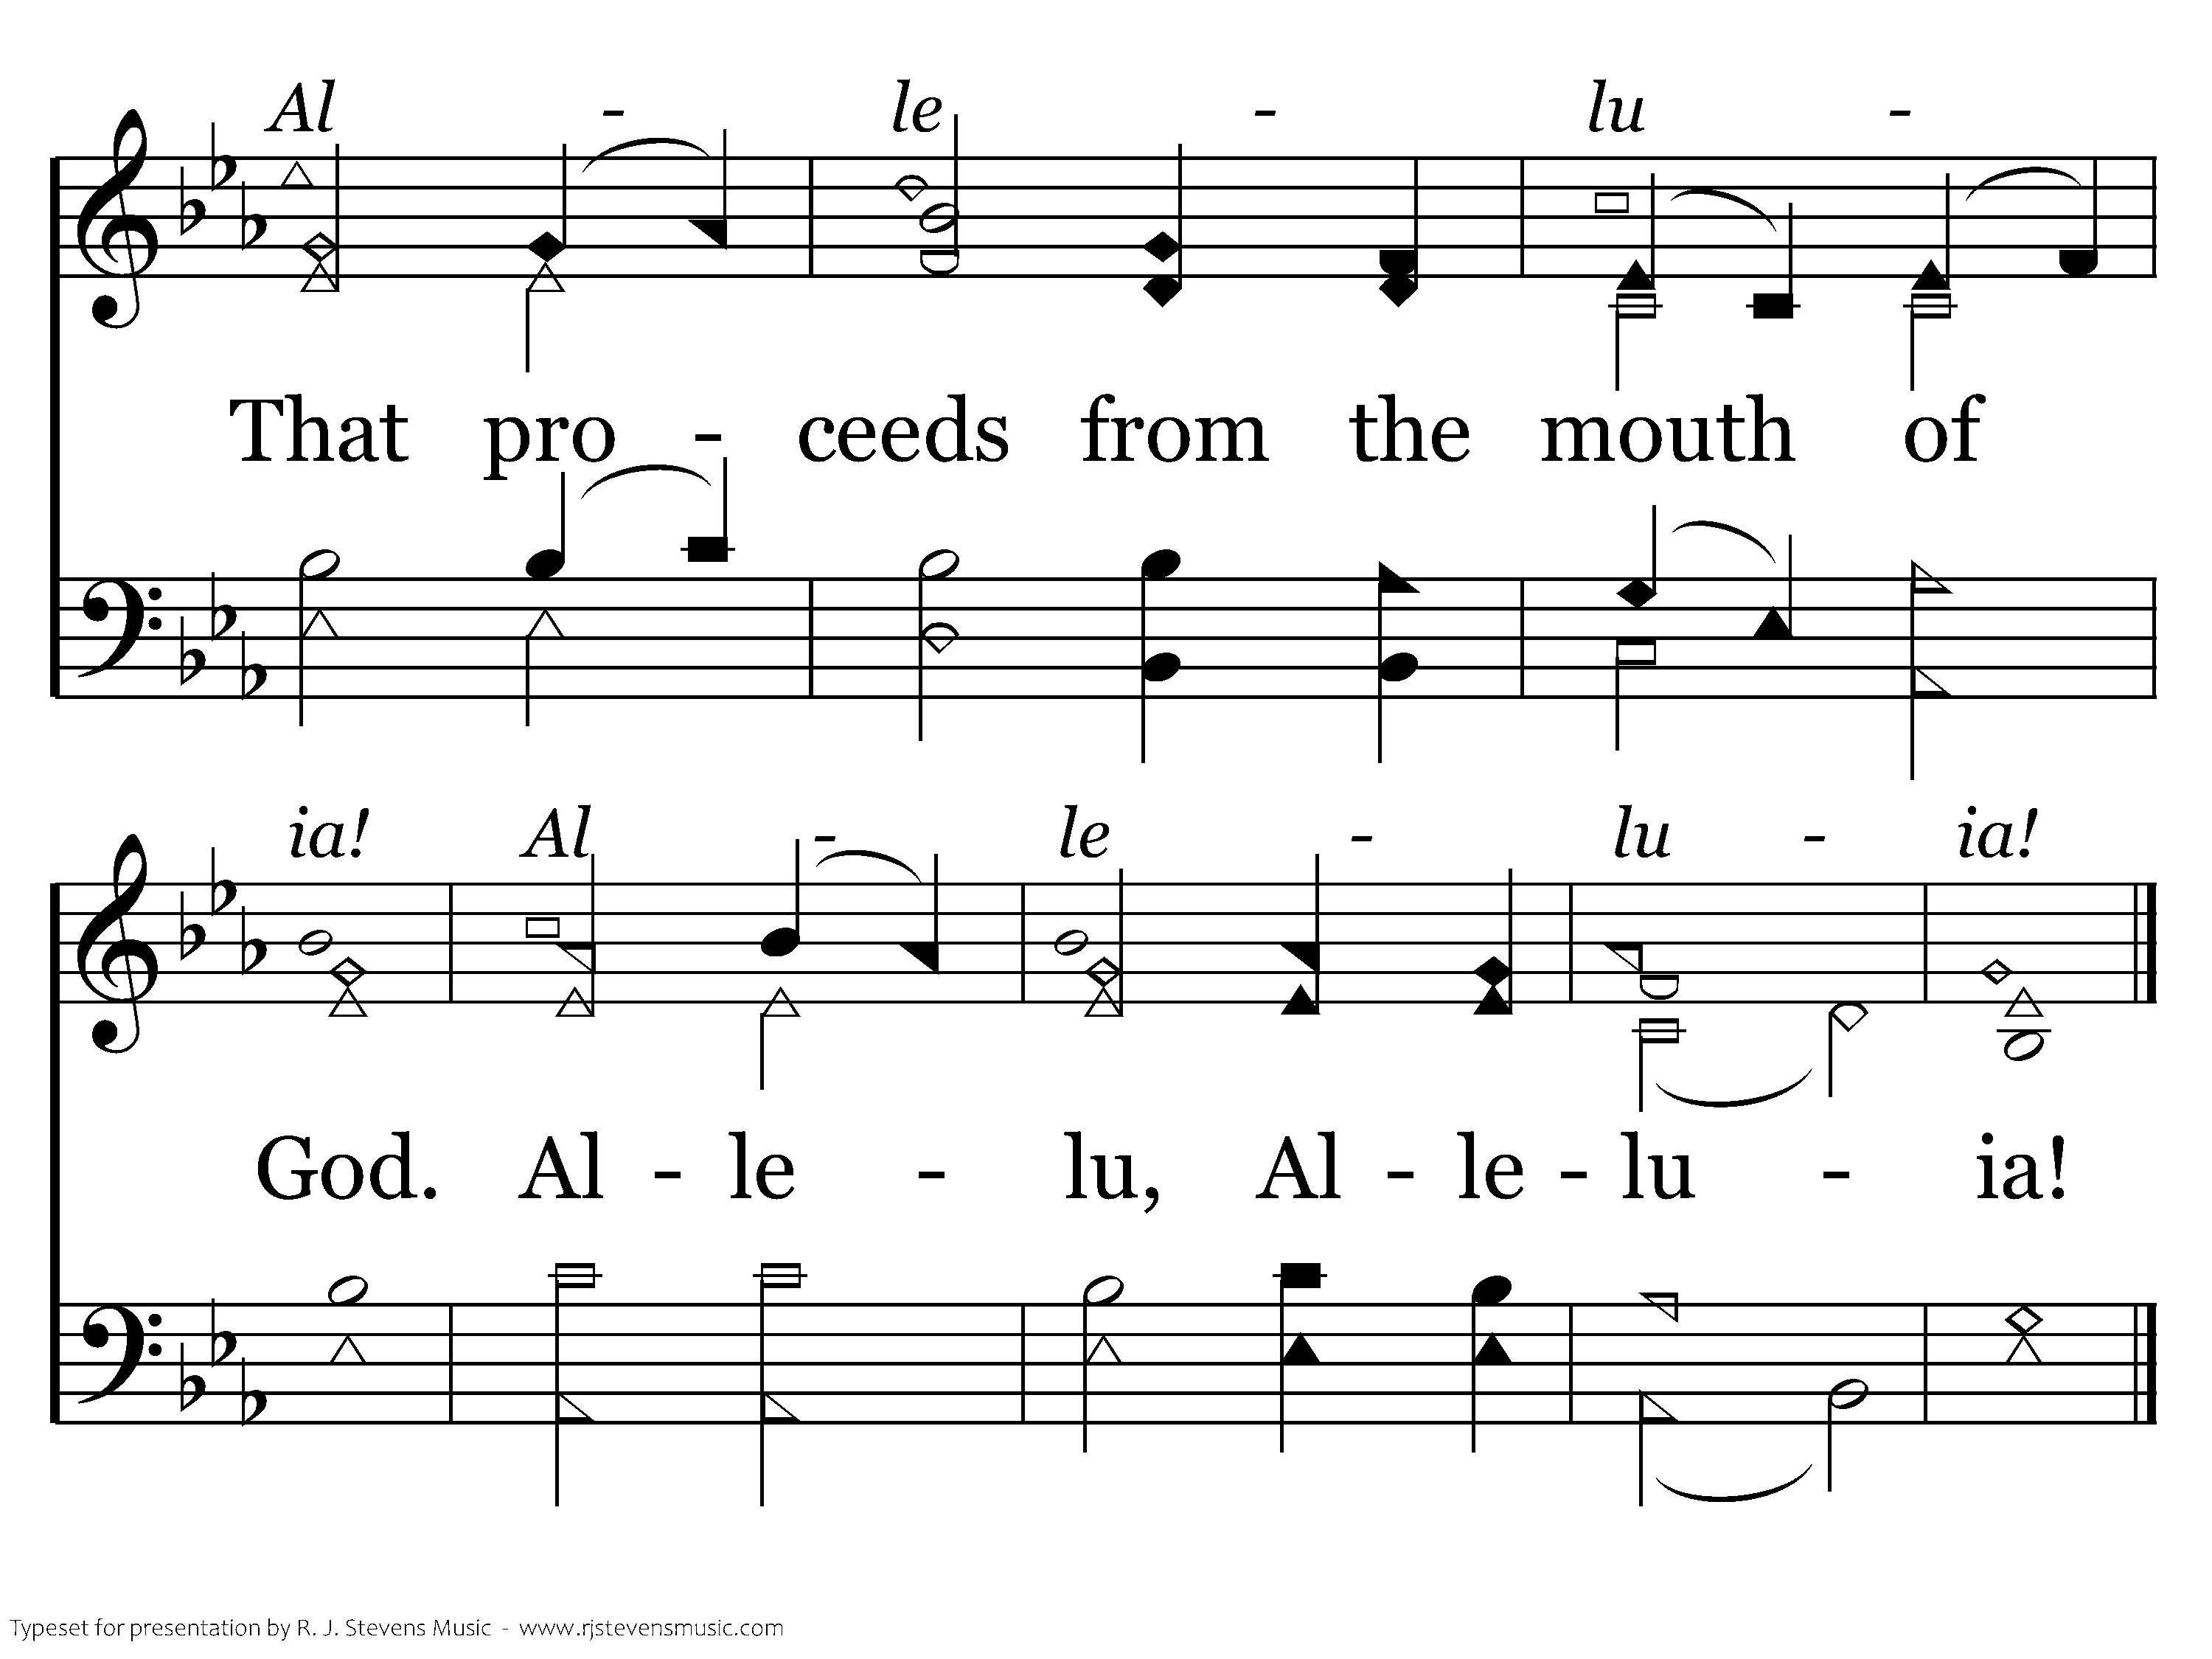 Al - le - lu -
That pro - ceeds from the mouth of
ia! Al - le - lu - ia!
God. Al - le - lu, Al - le - lu - ia!
Typeset for presentation by R. J. Stevens Music - www.rjstevensmusic.com